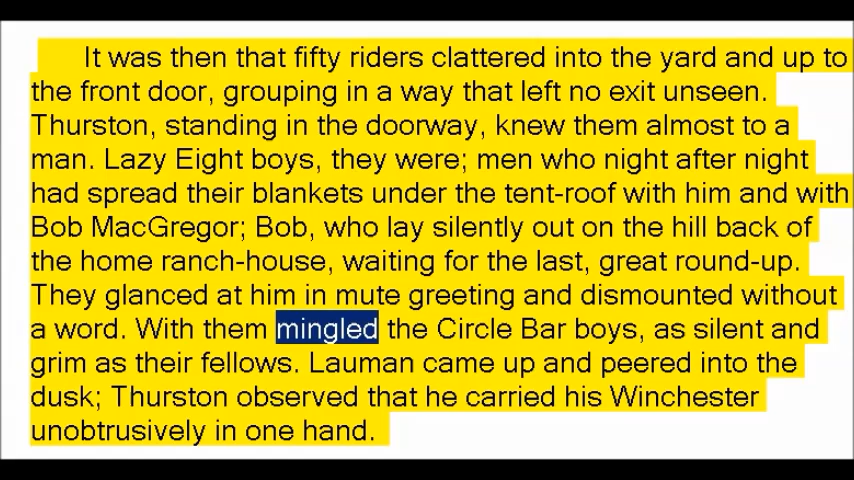 It was then that fifty riders clattered into the yard and up to
the front door, grouping in a way that left no exit unseen.
Thurston, standing in the doorway, knew them almost to a
man. Lazy Eight boys, they were; men who night after night
had spread their blankets under the tent-roof with him and with
Bob MacGregor; Bob, who lay silently out on the hill back of
the home ranch-house, waiting for the last, great round-up.
They glanced at him in mute greeting and dismounted without
a word. With them mingled the Circle Bar boys, as silent and
grim as their fellows. Lauman came up and peered into the
dusk; Thurston observed that he carried his Winchester
unobtrusively in one hand.